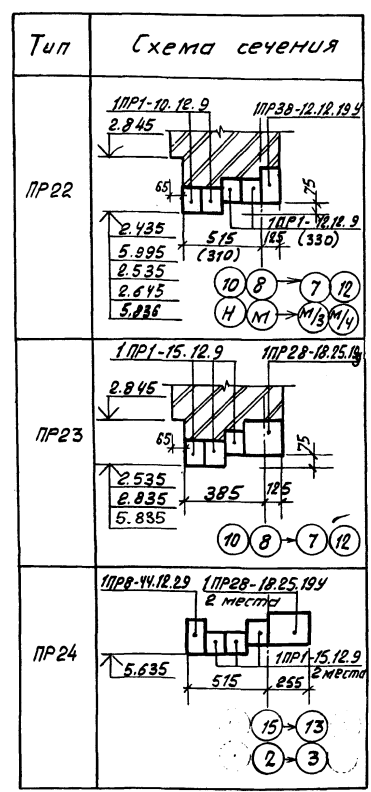 Тип Схема сечения
ПР22
1ПР1-10.12.9 1ПР38-12.12.19У
2.845
65
75
1ПР1-12.12.9
515 125
(310) (330)
2.435
5.995
2.535
2.645
5.836
10 8 7 12
Н М М/3 М/4
ПР23
1ПР1-15.12.9 1ПР28-18.25.19У
2.845
65
75
385 125
2.535
2.835
5.835
10 8 7 12
ПР24
1ПР8-44.12.29 1ПР28-18.25.19У
2 места
1ПР1-15.12.9
2 места
5.635
515 255
15 13
2 3